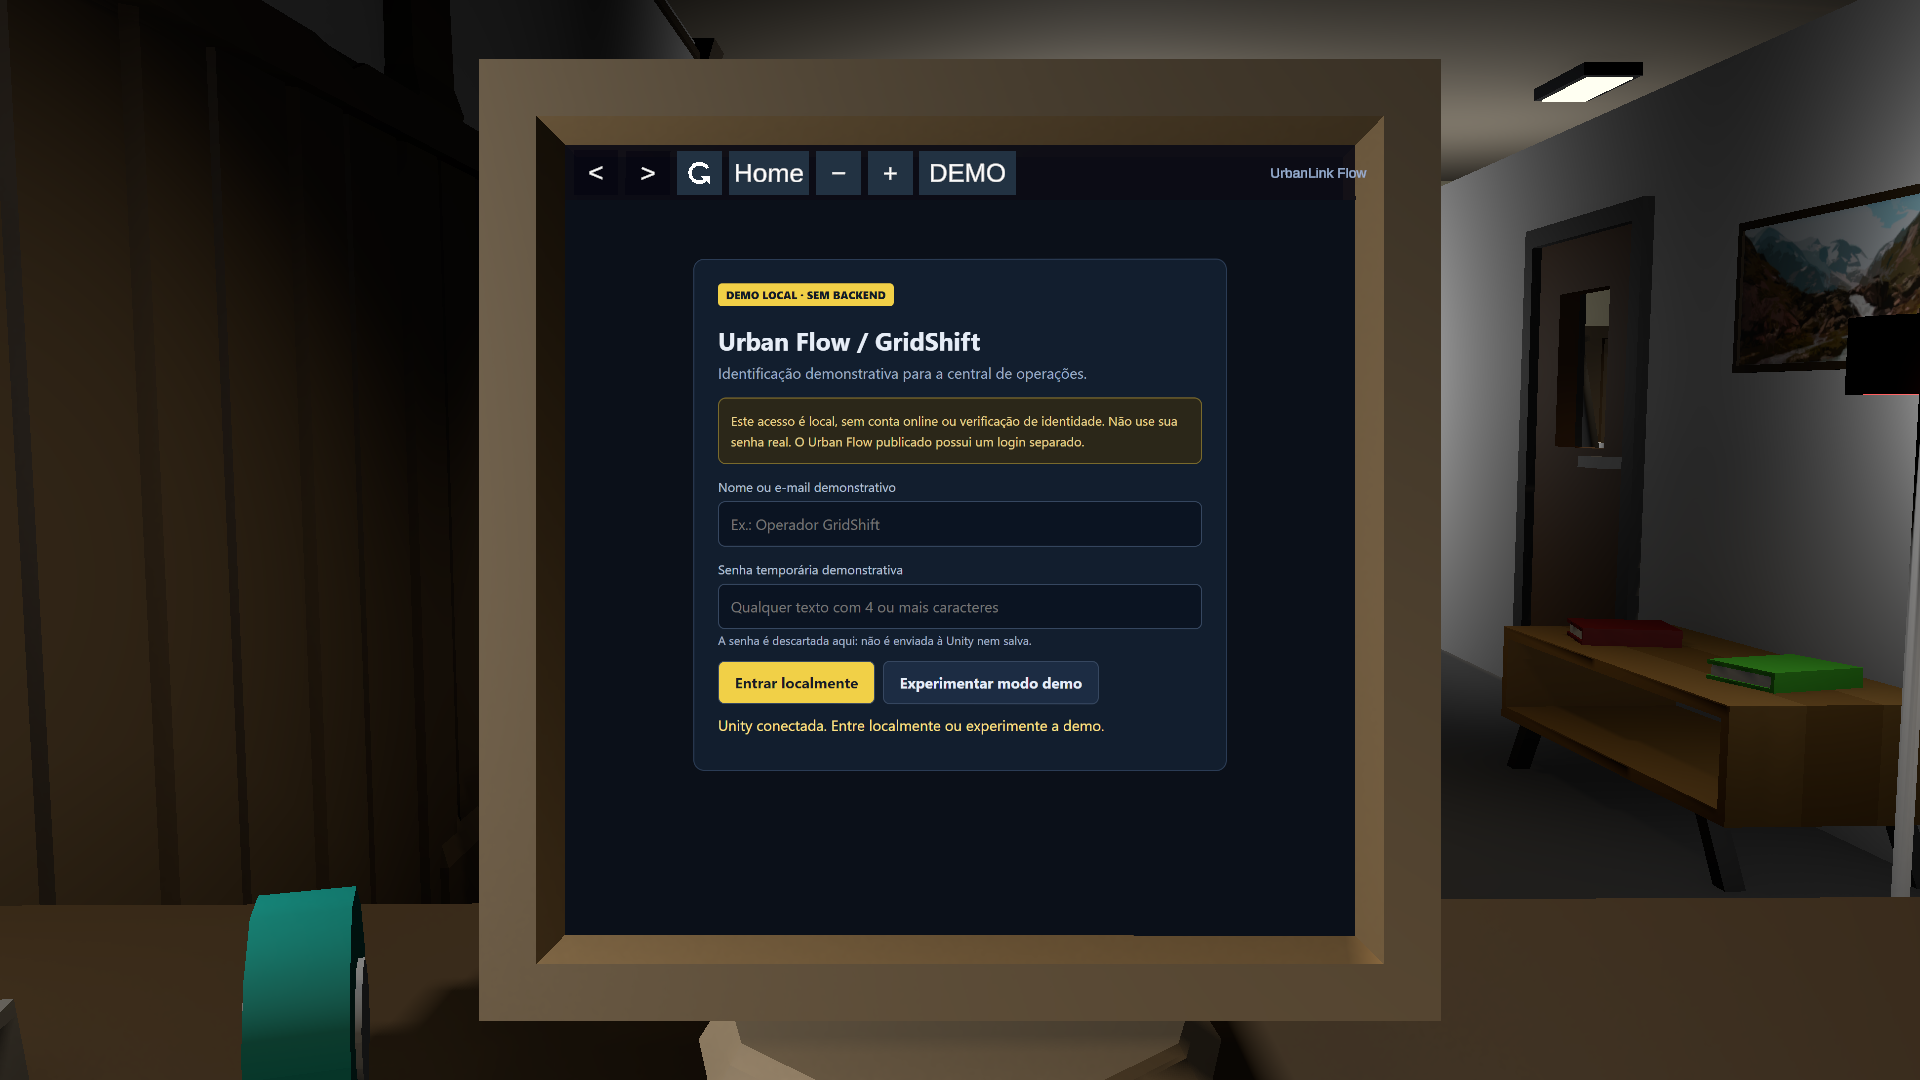 < > Home − + DEMO UrbanLink Flow
DEMO LOCAL · SEM BACKEND
Urban Flow / GridShift
Identificação demonstrativa para a central de operações.
Este acesso é local, sem conta online ou verificação de identidade. Não use sua
senha real. O Urban Flow publicado possui um login separado.
Nome ou e-mail demonstrativo
Ex.: Operador GridShift
Senha temporária demonstrativa
Qualquer texto com 4 ou mais caracteres
A senha é descartada aqui: não é enviada à Unity nem salva.
Entrar localmente Experimentar modo demo
Unity conectada. Entre localmente ou experimente a demo.